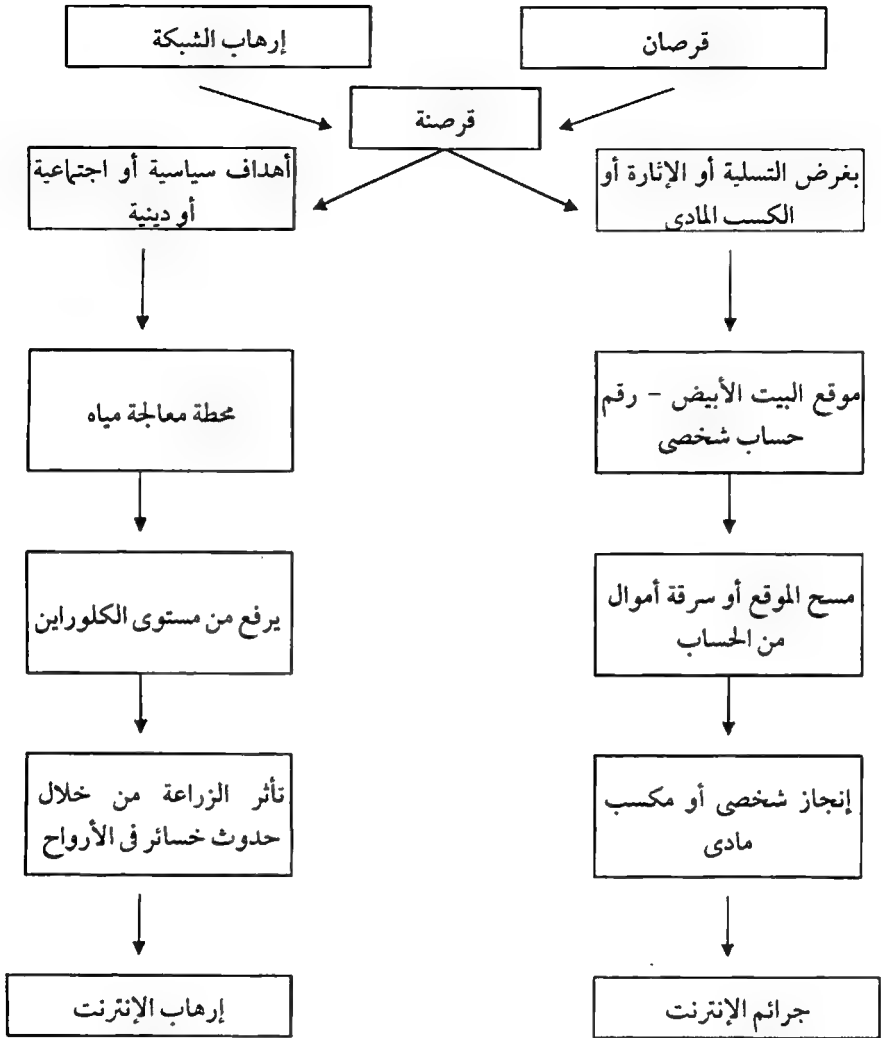 قرصان
إرهاب الشبكة
قرصنة
بغرض التسلية أو الإثارة أو
الكسب المادى
أهداف سياسية أو اجتماعية
أو دينية
موقع البيت الأبيض – رقم
حساب شخصى
محطة معالجة مياه
مسح الموقع أو سرقة أموال
من الحساب
يرفع من مستوى الكلوراين
إنجاز شخصى أو مكسب
مادى
تأثر الزراعة من خلال
حدوث خسائر فى الأرواح
جرائم الإنترنت
إرهاب الإنترنت